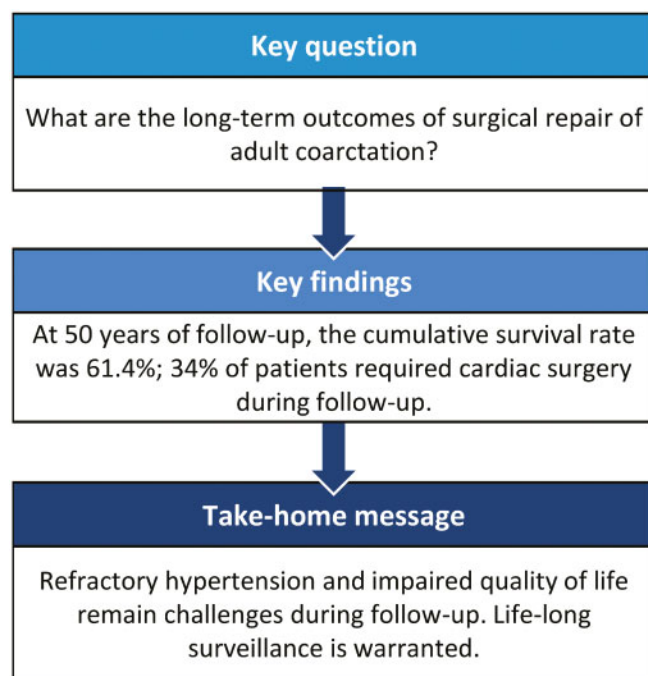 Key question
What are the long-term outcomes of surgical repair of
adult coarctation?
Key findings
At 50 years of follow-up, the cumulative survival rate
was 61.4%; 34% of patients required cardiac surgery
during follow-up.
Take-home message
Refractory hypertension and impaired quality of life
remain challenges during follow-up. Life-long
surveillance is warranted.